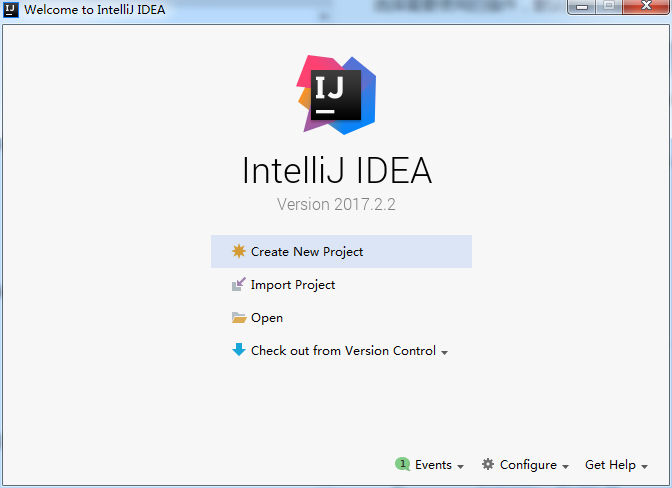 Welcome to IntelliJ IDEA
IJ
IntelliJ IDEA
Version 2017.2.2
Create New Project
Import Project
Open
Check out from Version Control
1 Events Configure Get Help